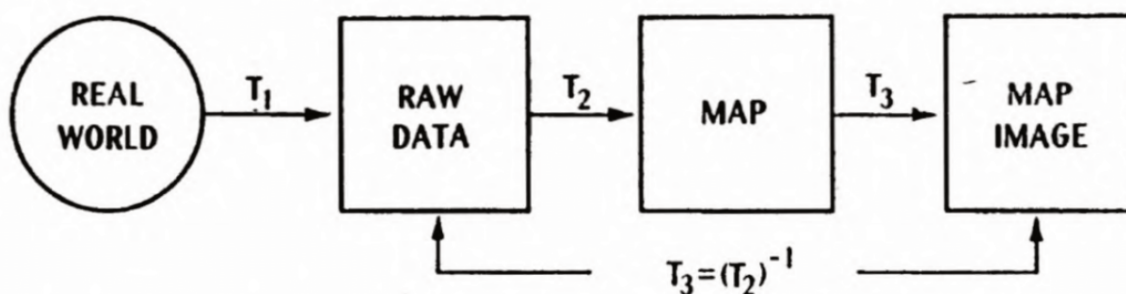 REAL
WORLD
T₁
RAW
DATA
T₂
MAP
T₃
MAP
IMAGE
T₃=(T₂)⁻¹